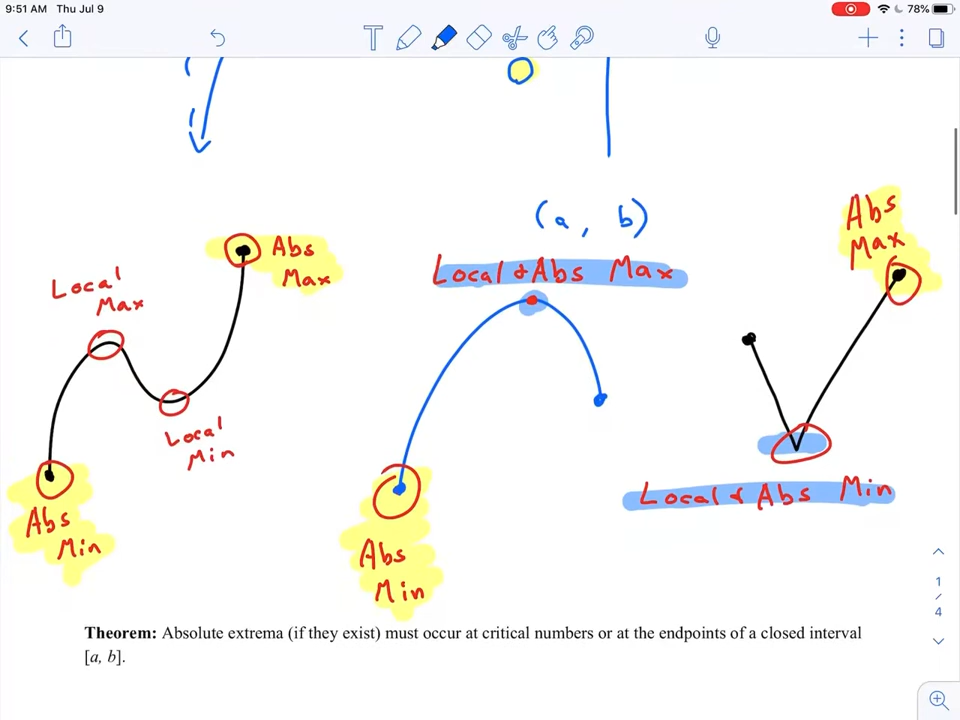 9:51 AM Thu Jul 9
78%
(a, b)
Abs
Max
Abs
Max
Local & Abs Max
Local
Max
Local
Min
Local & Abs Min
Abs
Min
Abs
Min
Theorem: Absolute extrema (if they exist) must occur at critical numbers or at the endpoints of a closed interval
[a, b].
1
/
4